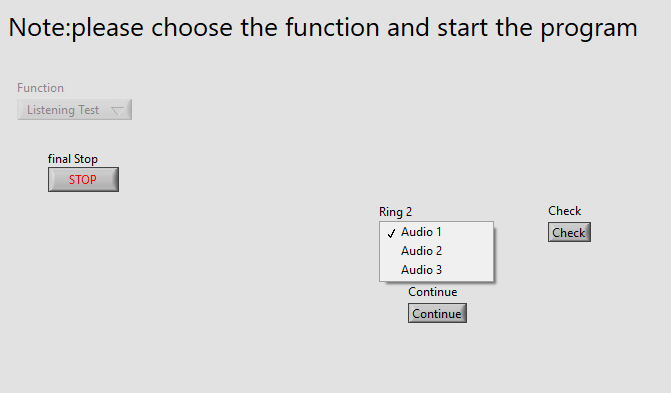 Note:please choose the function and start the program
Function
Listening Test
final Stop
STOP
Ring 2
Check
Audio 1
Check
Audio 2
Audio 3
Continue
Continue